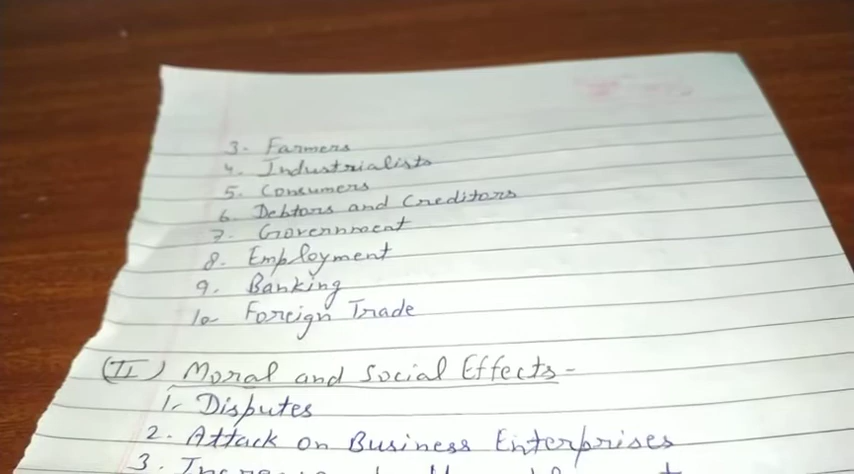 3. Farmers
4. Industrialists
5. Consumers
6. Debtors and Creditors
7. Government
8. Employment
9. Banking
10 Foreign Trade
(II) Moral and Social Effects-
1. Disputes
2. Attack on Business Enterprises
3.